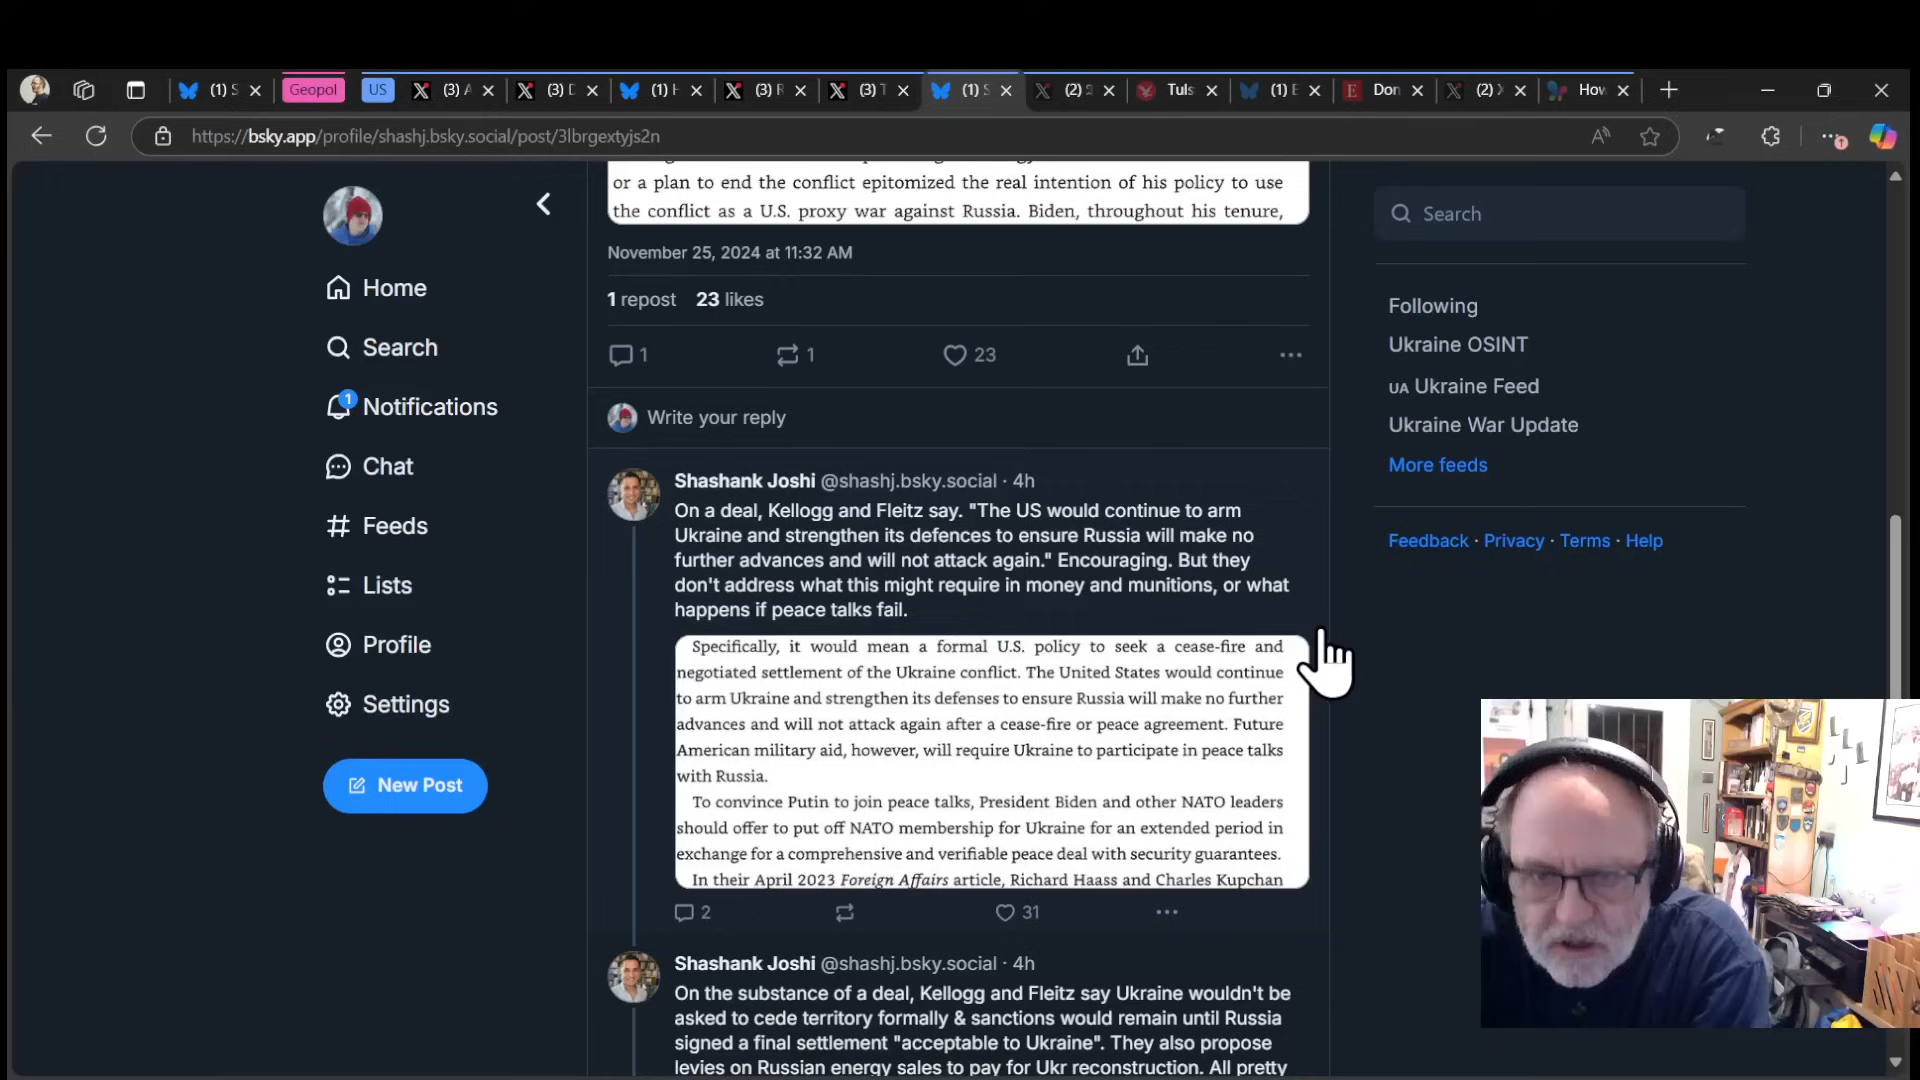 (1) S
Geopol
US
(3) A
(3) D
(1) H
(3) R
(3) T
(1) S
(2) S
Tuls
(1) E
Don
(2) X
How
https://bsky.app/profile/shashj.bsky.social/post/3lbrgextyjs2n
Home
Search
1
Notifications
Chat
Feeds
Lists
Profile
Settings
New Post
or a plan to end the conflict epitomized the real intention of his policy to use
the conflict as a U.S. proxy war against Russia. Biden, throughout his tenure,
November 25, 2024 at 11:32 AM
1 repost 23 likes
1 1 23
Write your reply
Shashank Joshi @shashj.bsky.social · 4h
On a deal, Kellogg and Fleitz say. "The US would continue to arm
Ukraine and strengthen its defences to ensure Russia will make no
further advances and will not attack again." Encouraging. But they
don't address what this might require in money and munitions, or what
happens if peace talks fail.
Specifically, it would mean a formal U.S. policy to seek a cease-fire and
negotiated settlement of the Ukraine conflict. The United States would continue
to arm Ukraine and strengthen its defenses to ensure Russia will make no further
advances and will not attack again after a cease-fire or peace agreement. Future
American military aid, however, will require Ukraine to participate in peace talks
with Russia.
To convince Putin to join peace talks, President Biden and other NATO leaders
should offer to put off NATO membership for Ukraine for an extended period in
exchange for a comprehensive and verifiable peace deal with security guarantees.
In their April 2023 Foreign Affairs article, Richard Haass and Charles Kupchan
2 31
Shashank Joshi @shashj.bsky.social · 4h
On the substance of a deal, Kellogg and Fleitz say Ukraine wouldn't be
asked to cede territory formally & sanctions would remain until Russia
signed a final settlement "acceptable to Ukraine". They also propose
levies on Russian energy sales to pay for Ukr reconstruction. All pretty
Search
Following
Ukraine OSINT
UA Ukraine Feed
Ukraine War Update
More feeds
Feedback · Privacy · Terms · Help